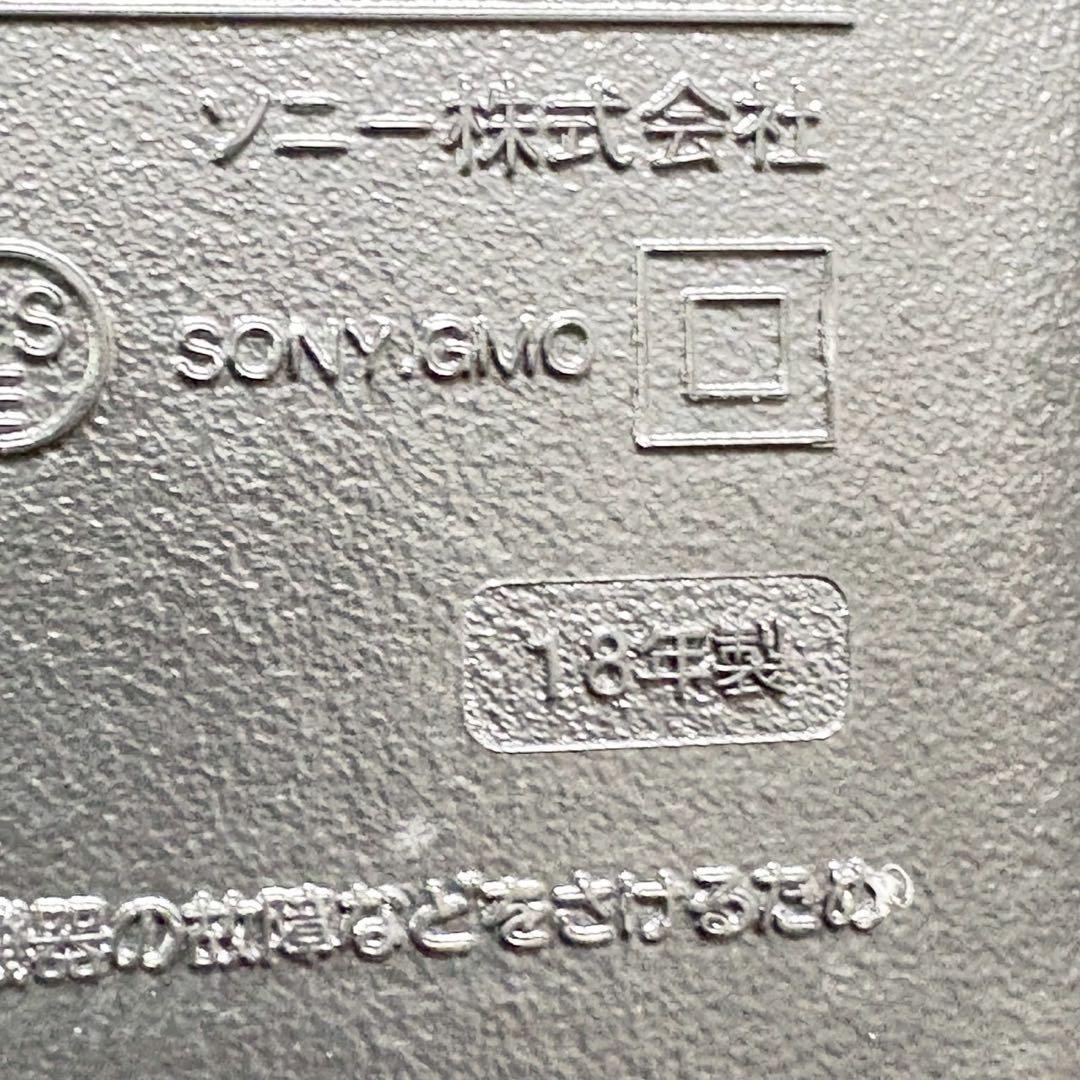 ソニー株式会社
S
E
SONY.GMC
18年製
器の故障などをさけるため